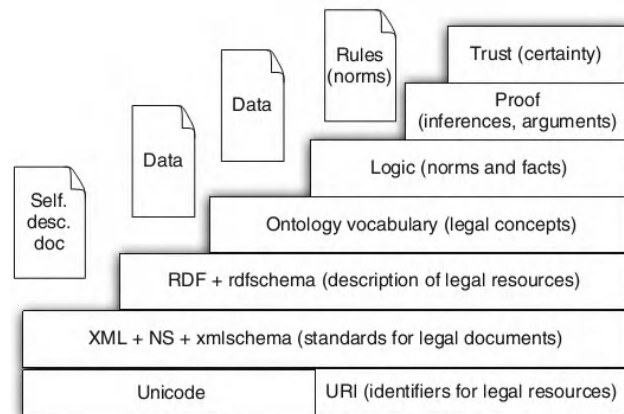 Rules
(norms)
Trust (certainty)
Data
Proof
(inferences, arguments)
Data
Logic (norms and facts)
Self.
desc.
doc
Ontology vocabulary (legal concepts)
RDF + rdfschema (description of legal resources)
XML + NS + xmlschema (standards for legal documents)
Unicode
URI (identifiers for legal resources)